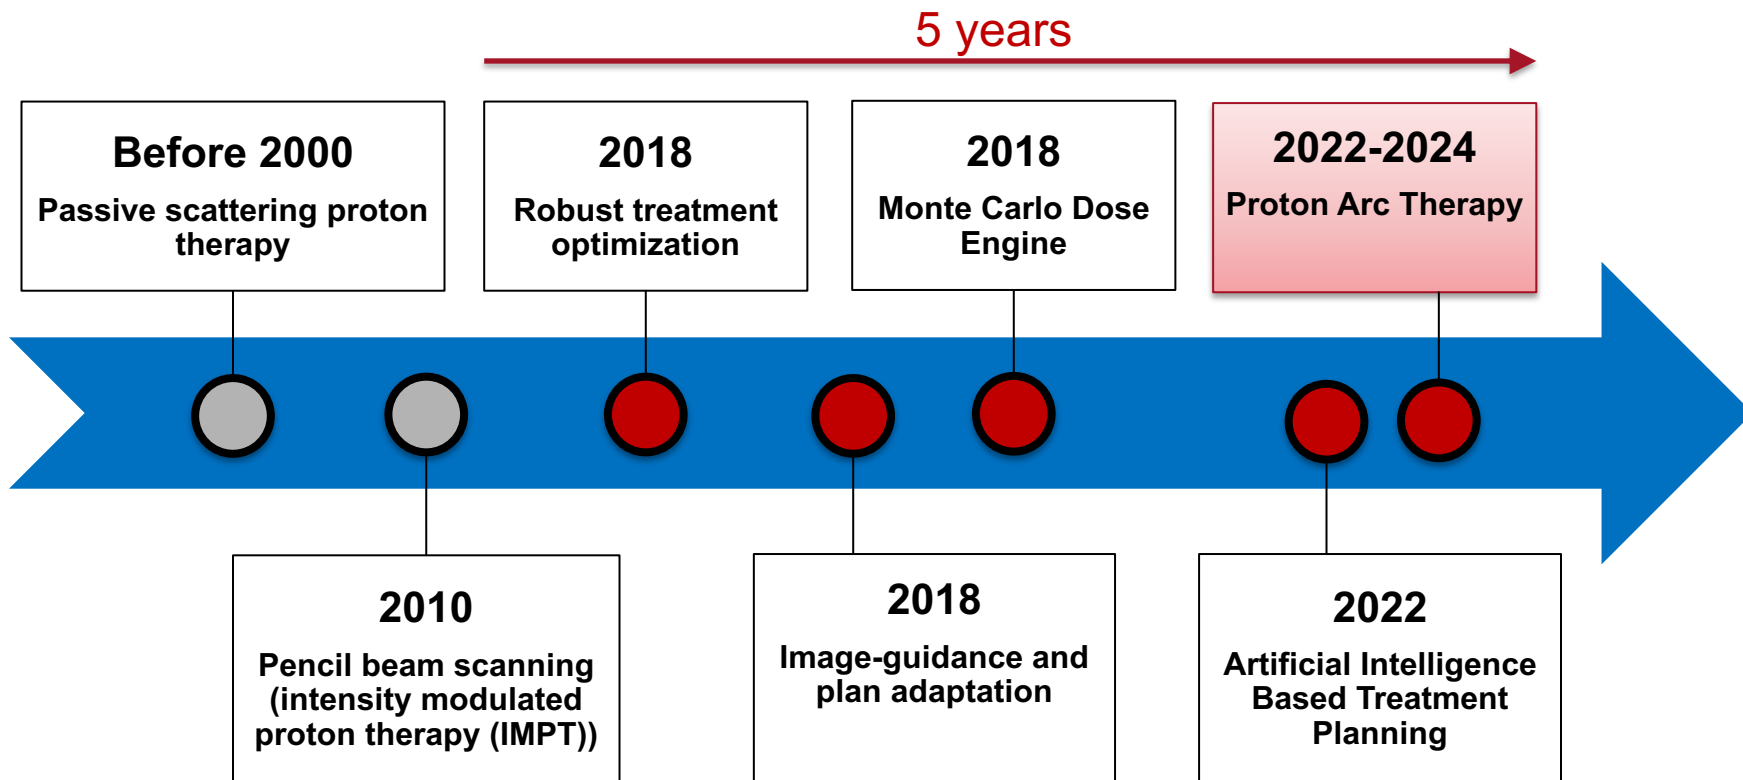 5 years
Before 2000
Passive scattering proton
therapy
2018
Robust treatment
optimization
2018
Monte Carlo Dose
Engine
2022-2024
Proton Arc Therapy
2010
Pencil beam scanning
(intensity modulated
proton therapy (IMPT))
2018
Image-guidance and
plan adaptation
2022
Artificial Intelligence
Based Treatment
Planning